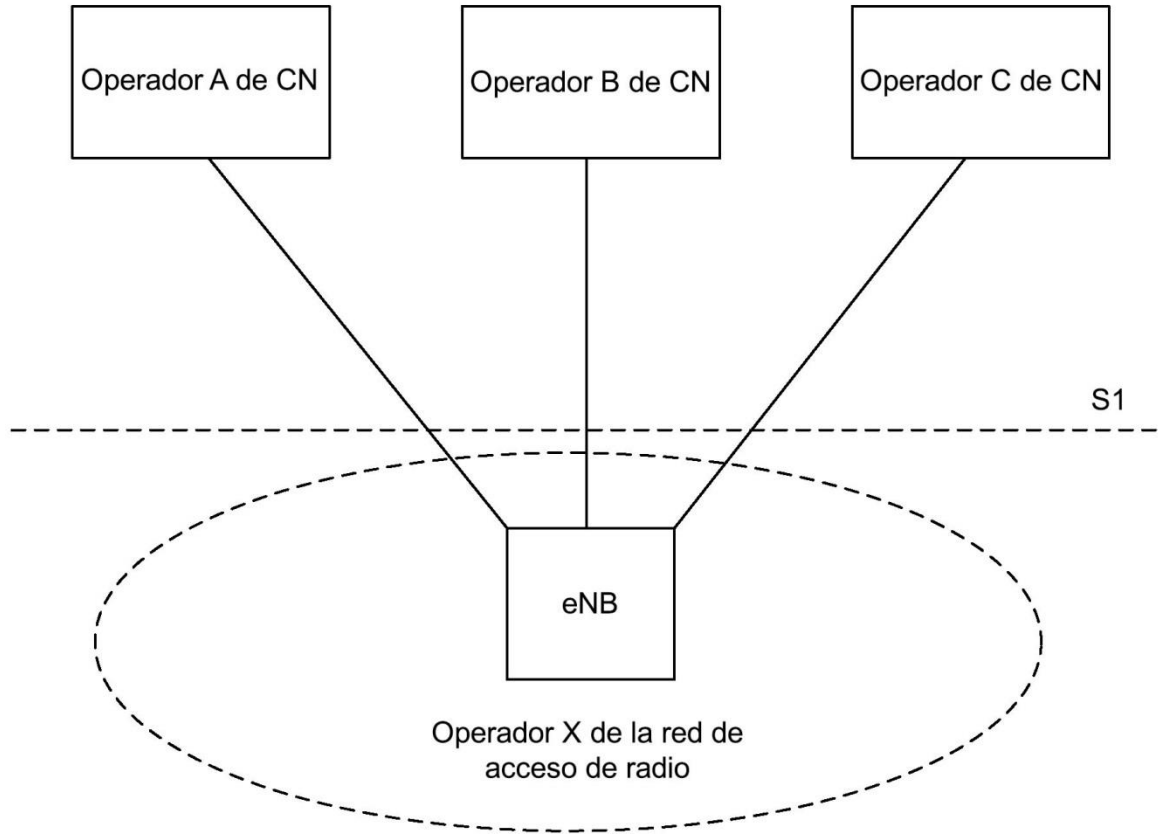 Operador A de CN
Operador B de CN
Operador C de CN
S1
eNB
Operador X de la red de
acceso de radio